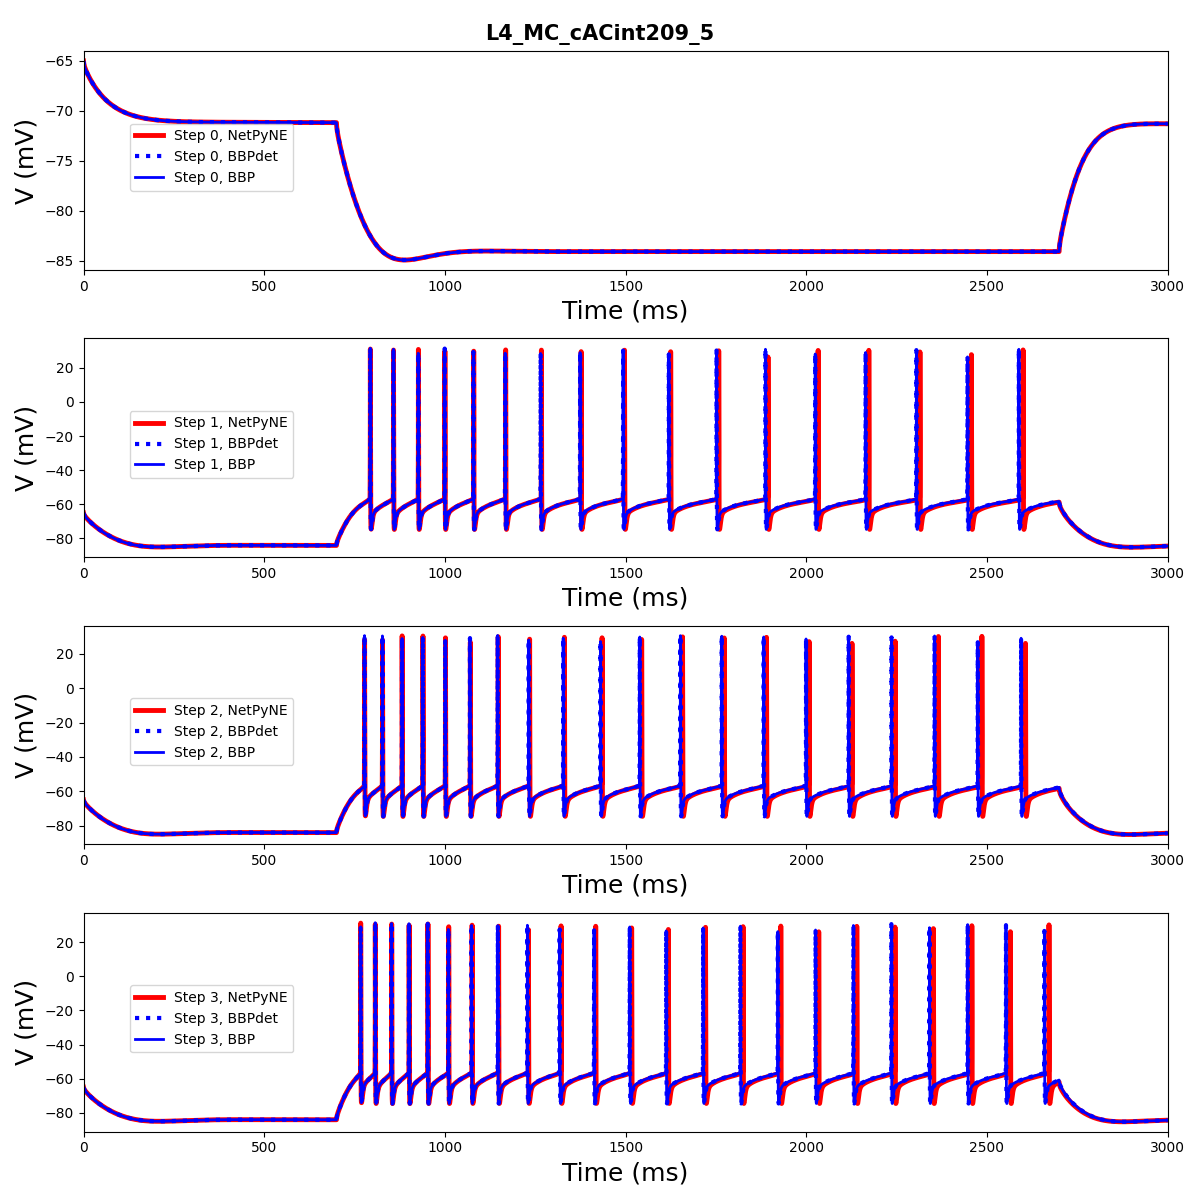 L4_MC_cACint209_5
V (mV)
−65
−70
−75
−80
−85
Step 0, NetPyNE
Step 0, BBPdet
Step 0, BBP
0 500 1000 1500 2000 2500 3000
Time (ms)
V (mV)
20
0
−20
−40
−60
−80
Step 1, NetPyNE
Step 1, BBPdet
Step 1, BBP
0 500 1000 1500 2000 2500 3000
Time (ms)
V (mV)
20
0
−20
−40
−60
−80
Step 2, NetPyNE
Step 2, BBPdet
Step 2, BBP
0 500 1000 1500 2000 2500 3000
Time (ms)
V (mV)
20
0
−20
−40
−60
−80
Step 3, NetPyNE
Step 3, BBPdet
Step 3, BBP
0 500 1000 1500 2000 2500 3000
Time (ms)